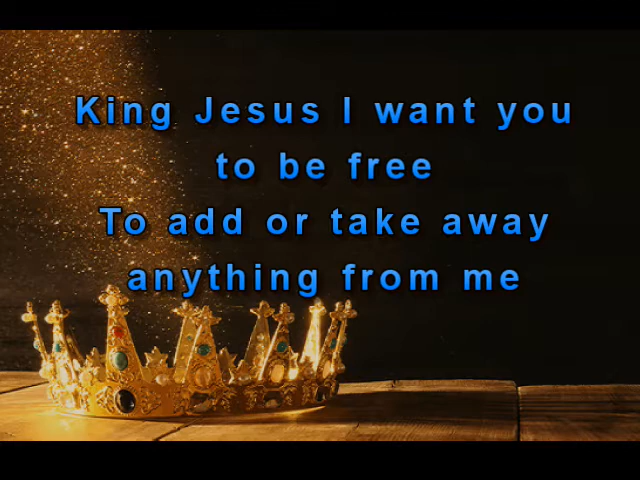 King Jesus I want you
to be free
To add or take away
anything from me